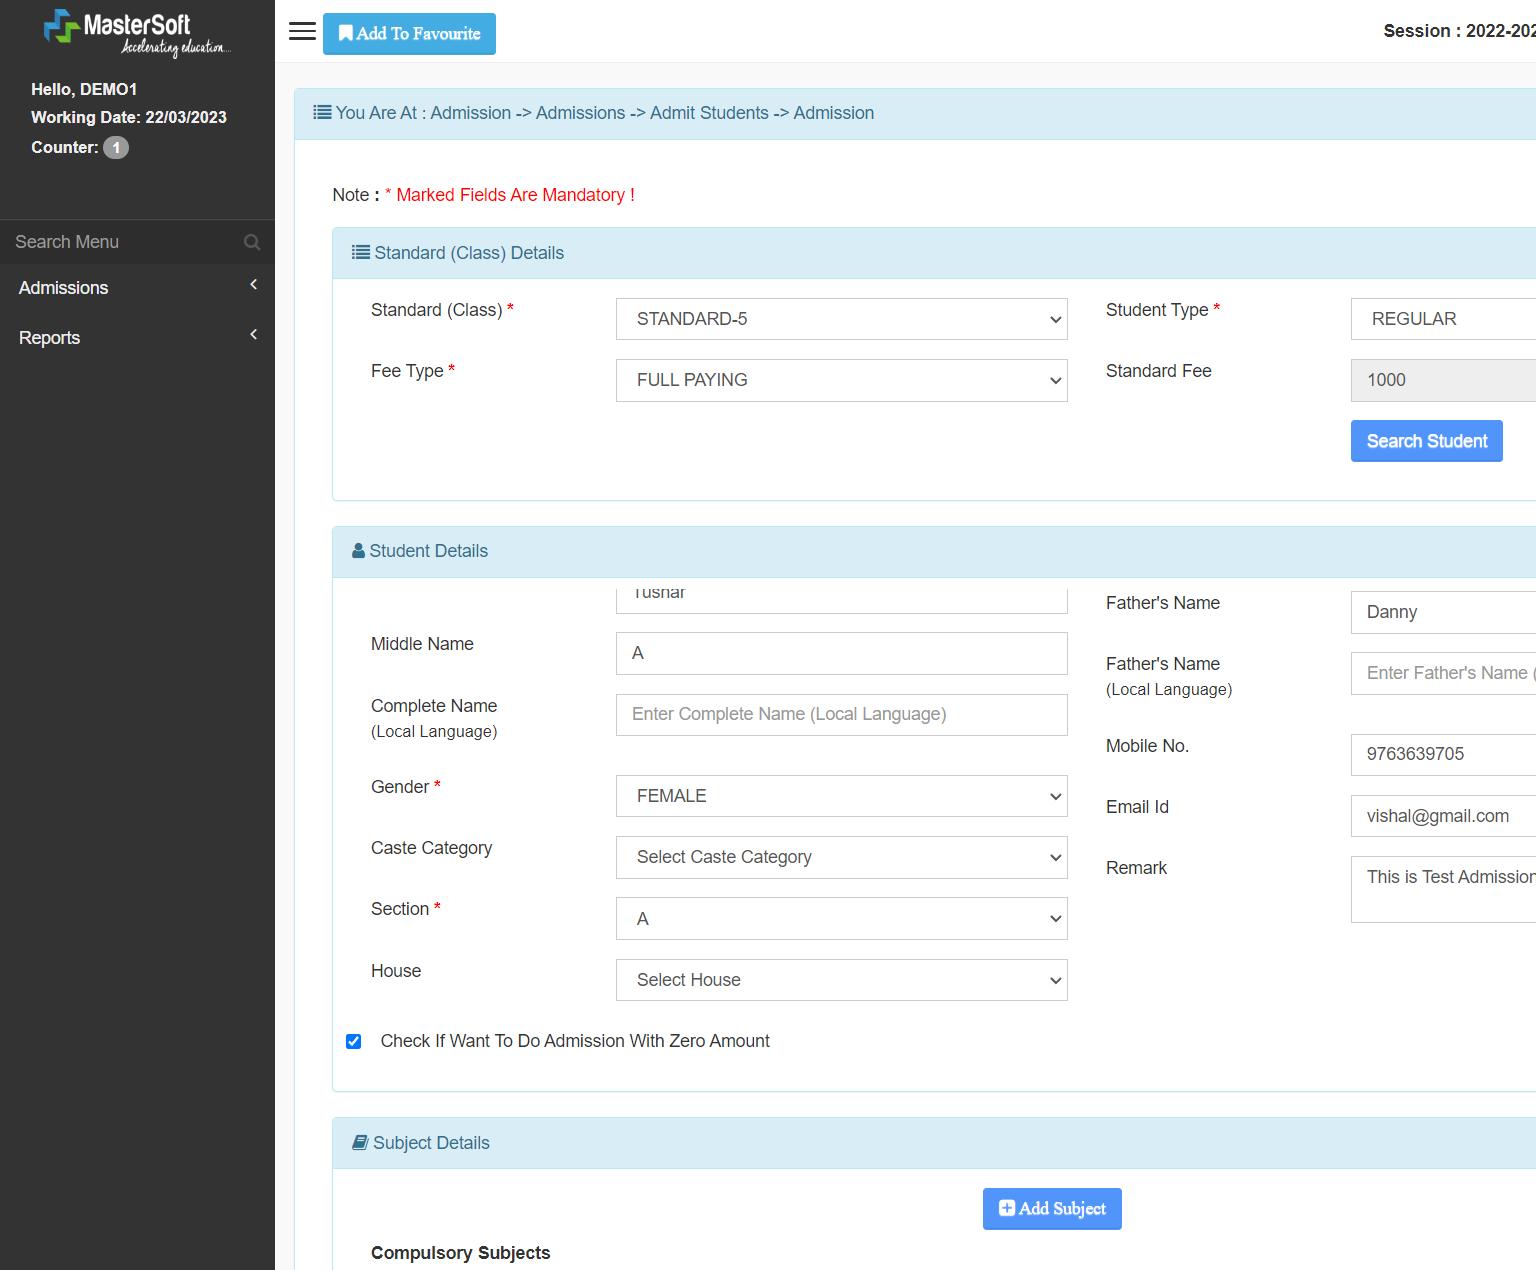 MasterSoft
Accelerating education....
Add To Favourite
Session : 2022-202
Hello, DEMO1
Working Date: 22/03/2023
Counter: 1
Search Menu
Admissions
Reports
You Are At : Admission -> Admissions -> Admit Students -> Admission
Note : * Marked Fields Are Mandatory !
Standard (Class) Details
Standard (Class) *
STANDARD-5
Student Type *
REGULAR
Fee Type *
FULL PAYING
Standard Fee
1000
Search Student
Student Details
Tushar
Father's Name
Danny
Middle Name
A
Father's Name
(Local Language)
Enter Father's Name (
Complete Name
(Local Language)
Enter Complete Name (Local Language)
Mobile No.
9763639705
Gender *
FEMALE
Email Id
vishal@gmail.com
Caste Category
Select Caste Category
Remark
This is Test Admission
Section *
A
House
Select House
Check If Want To Do Admission With Zero Amount
Subject Details
Add Subject
Compulsory Subjects